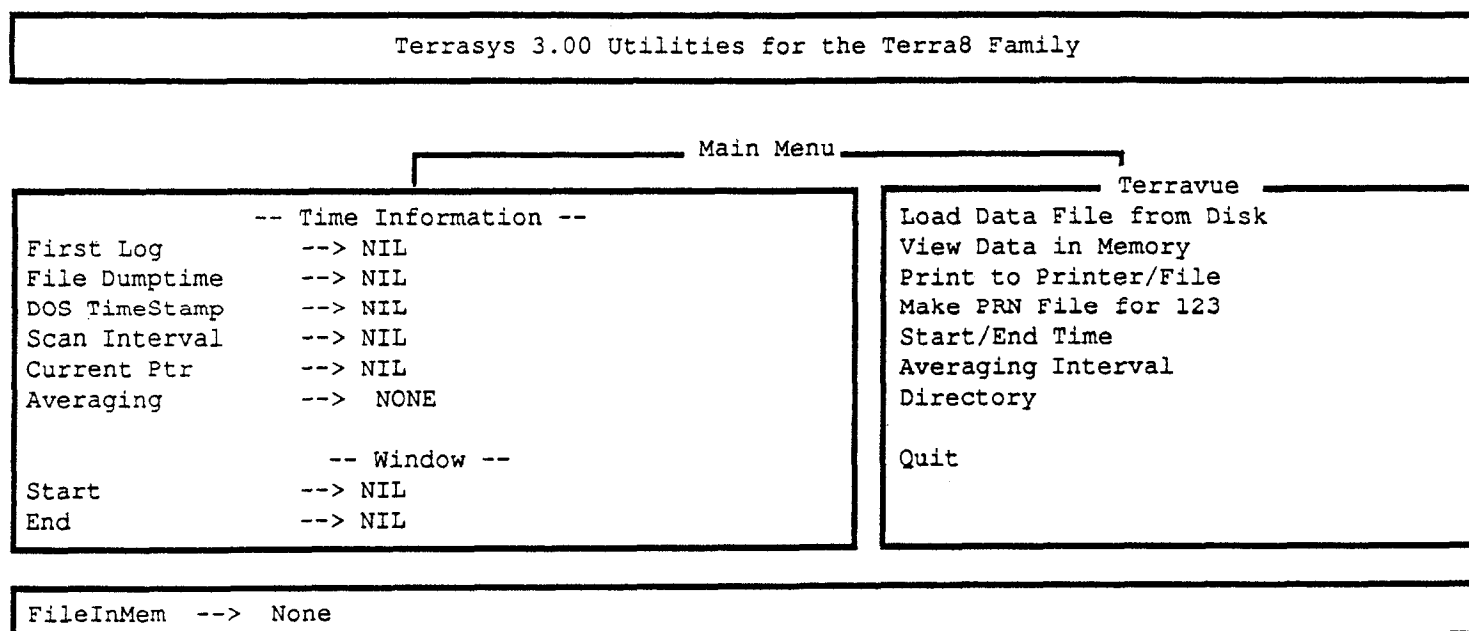 Terrasys 3.00 Utilities for the Terra8 Family
Main Menu
-- Time Information --
First Log --> NIL
File Dumptime --> NIL
DOS TimeStamp --> NIL
Scan Interval --> NIL
Current Ptr --> NIL
Averaging --> NONE
-- Window --
Start --> NIL
End --> NIL
Terravue
Load Data File from Disk
View Data in Memory
Print to Printer/File
Make PRN File for 123
Start/End Time
Averaging Interval
Directory
Quit
FileInMem --> None